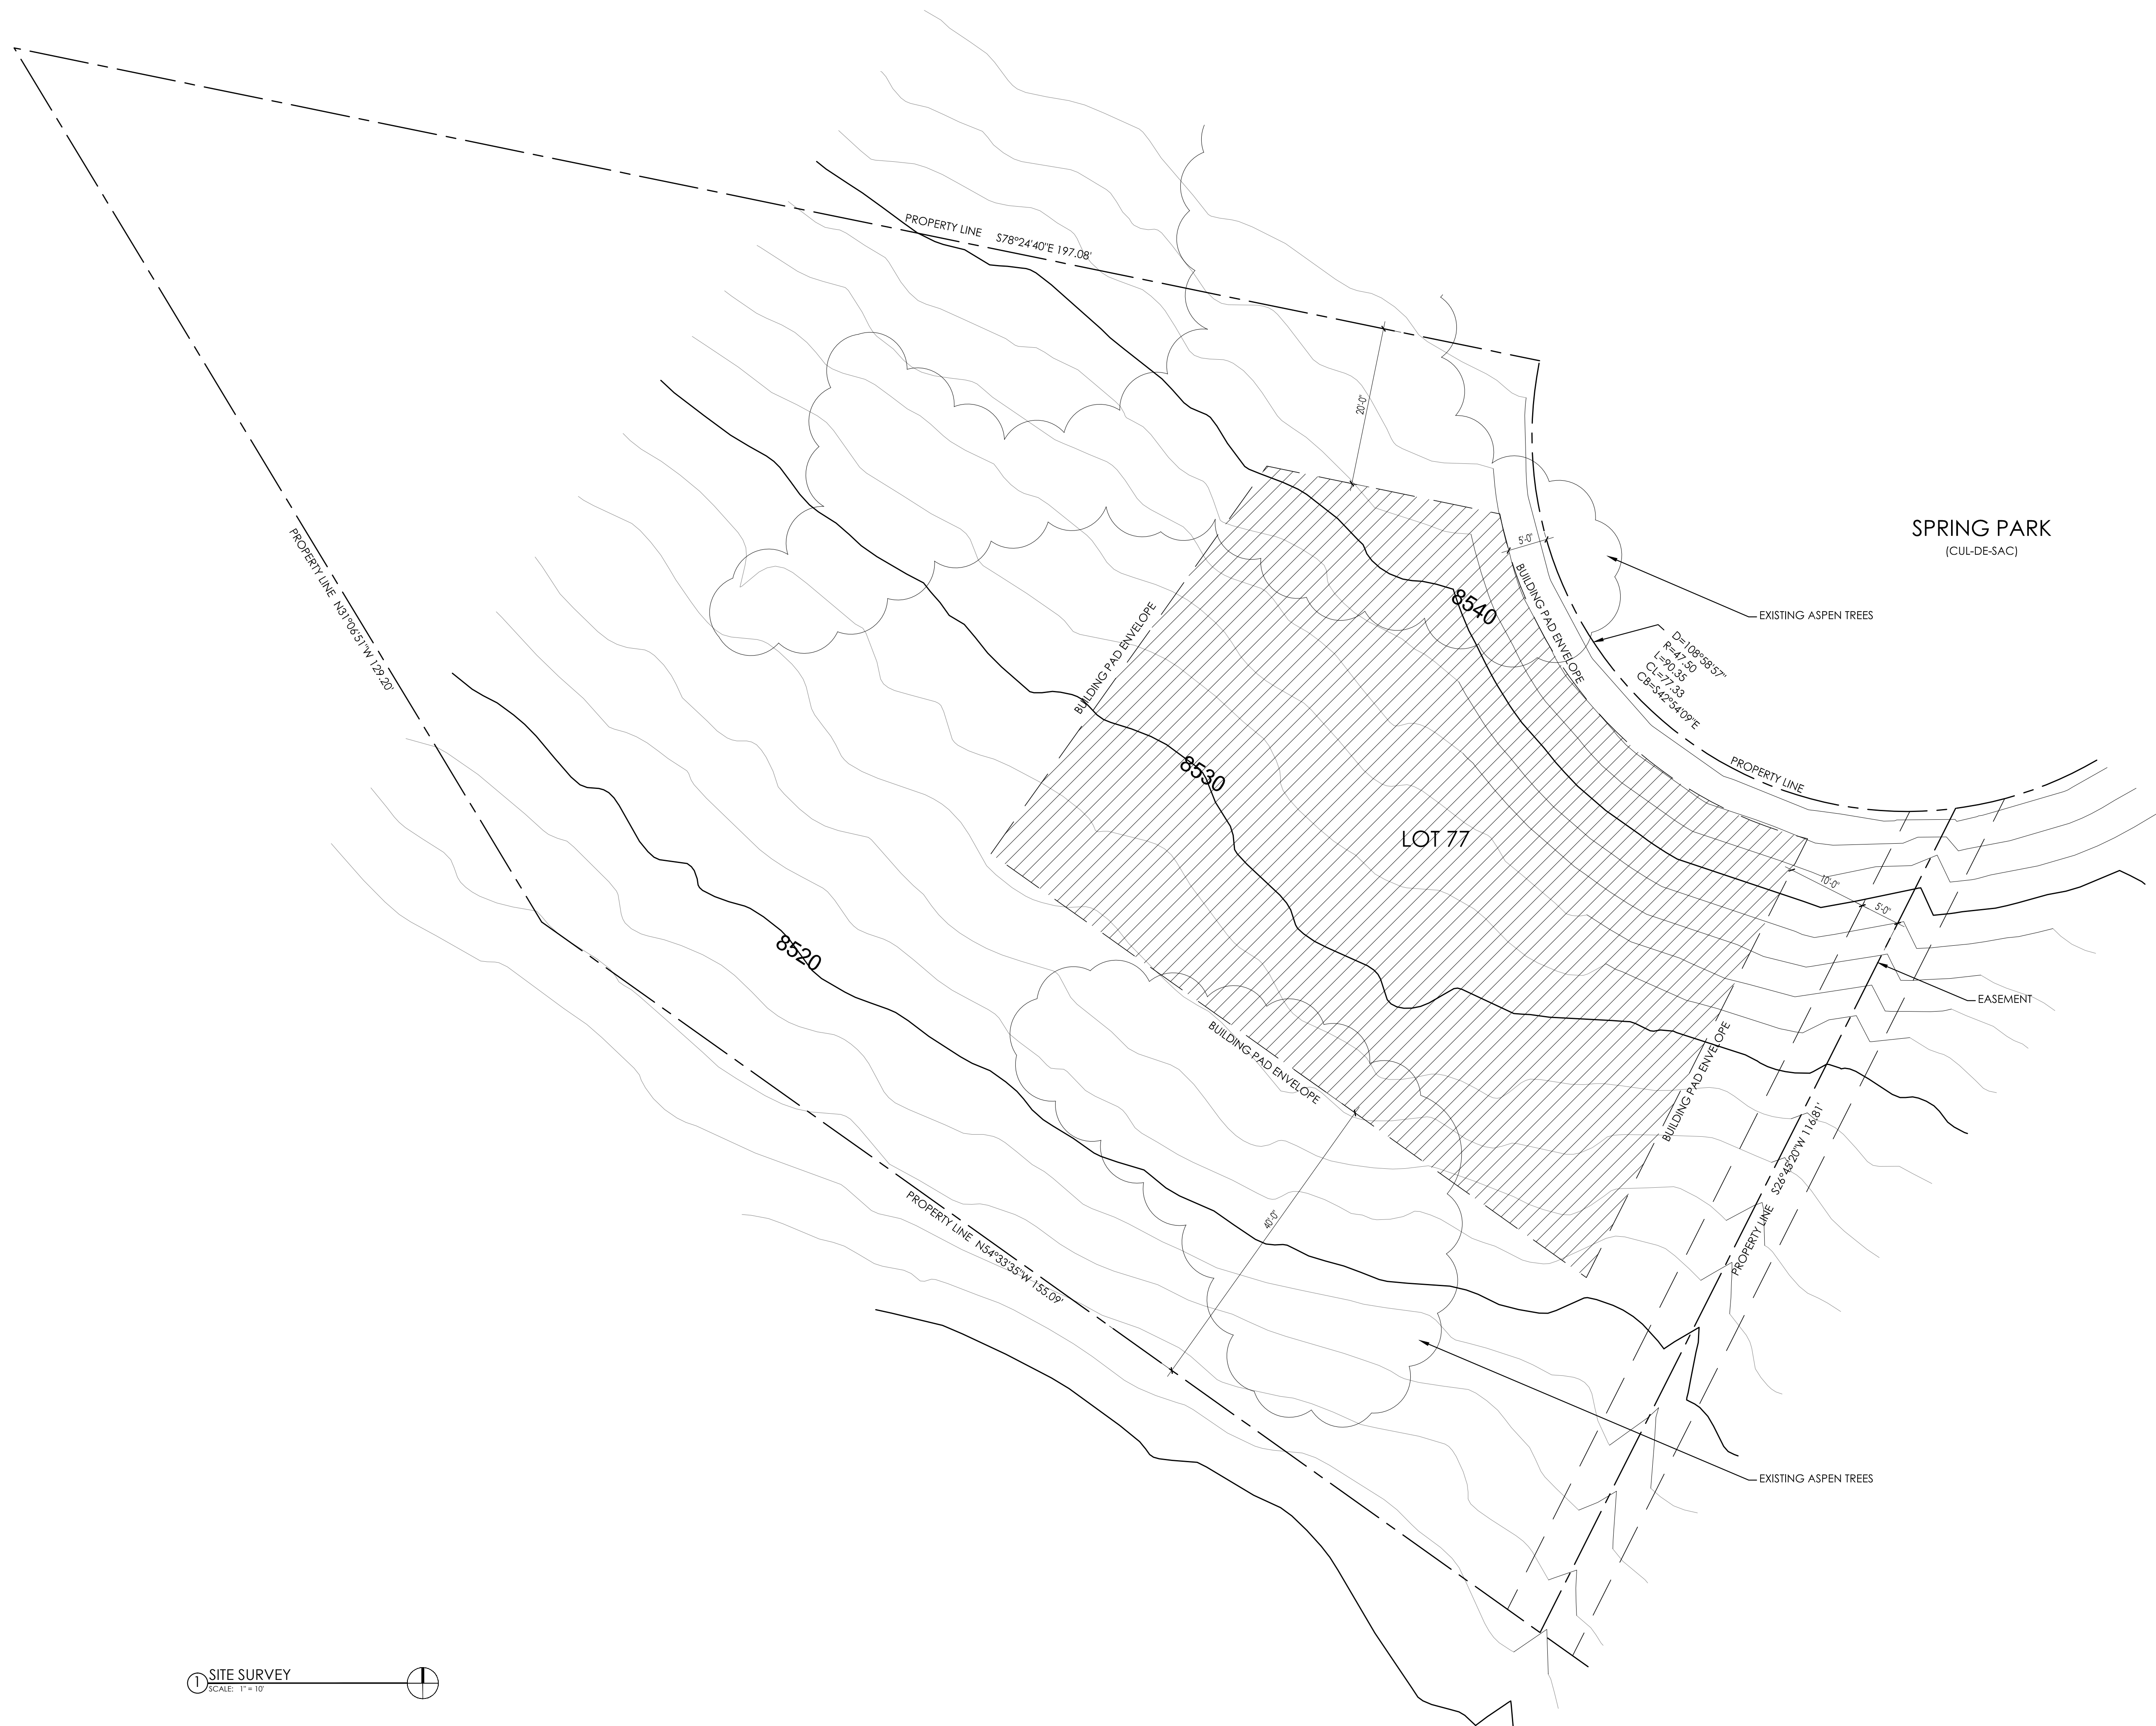 PROPERTY LINE S78°24'40"E 197.08'
20'-0"
PROPERTY LINE N31°06'51"W 129.20'
SPRING PARK
(CUL-DE-SAC)
5'-0"
BUILDING PAD ENVELOPE
8540
EXISTING ASPEN TREES
BUILDING PAD ENVELOPE
D=108°58'57"
R=47.50
L=90.35
CL=77.33
CB=S42°54'09"E
PROPERTY LINE
8530
LOT 77
10'-0"
5'-0"
8520
EASEMENT
BUILDING PAD ENVELOPE
BUILDING PAD ENVELOPE
PROPERTY LINE S26°45'20"W 116.81'
40'-0"
PROPERTY LINE N54°33'35"W 155.09'
EXISTING ASPEN TREES
1
SITE SURVEY
SCALE: 1" = 10'